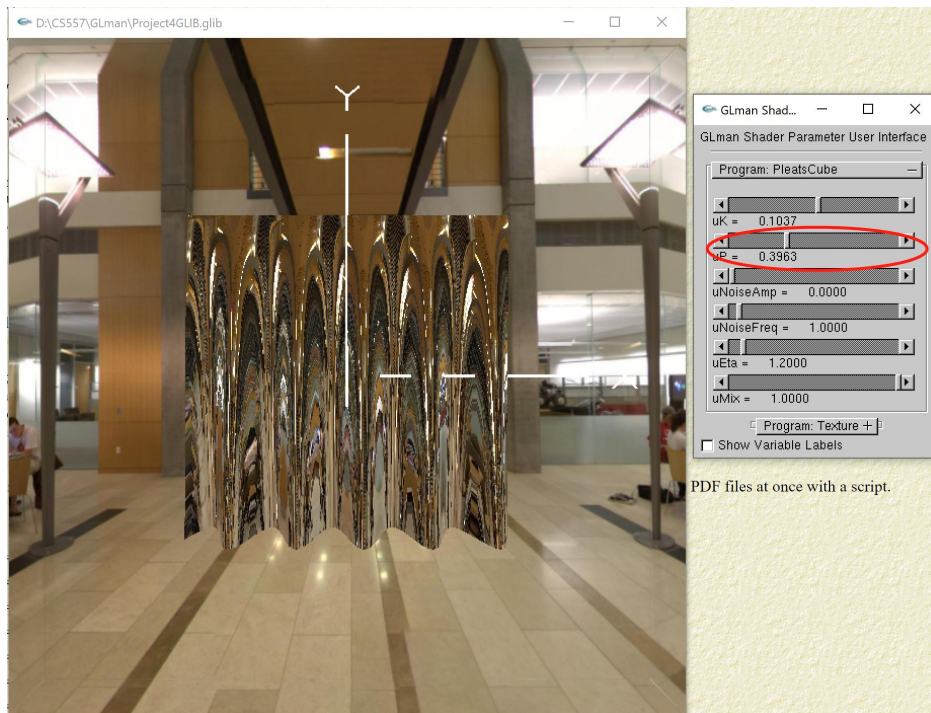 D:\CS557\GLman\Project4GLIB.glib
Y
X
GLman Shad...
GLman Shader Parameter User Interface
Program: PleatsCube
uK = 0.1037
uP = 0.3963
uNoiseAmp = 0.0000
uNoiseFreq = 1.0000
uEta = 1.2000
uMix = 1.0000
Program: Texture +
Show Variable Labels
PDF files at once with a script.